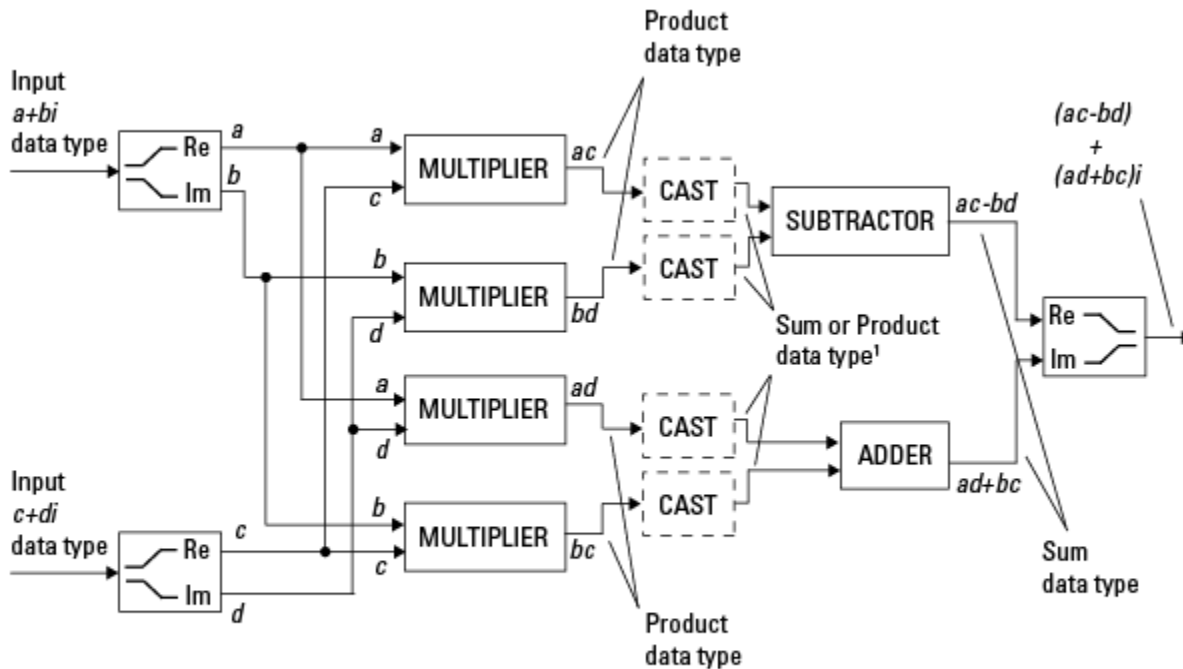 Product
data type
Input
a+bi
data type
Re
Im
a
b
a
c
MULTIPLIER
ac
CAST
CAST
SUBTRACTOR
ac-bd
(ac-bd)
+
(ad+bc)i
b
d
MULTIPLIER
bd
Sum or Product
data type¹
Re
Im
a
d
MULTIPLIER
ad
CAST
CAST
ADDER
ad+bc
Input
c+di
data type
Re
Im
c
d
b
c
MULTIPLIER
bc
Sum
data type
Product
data type